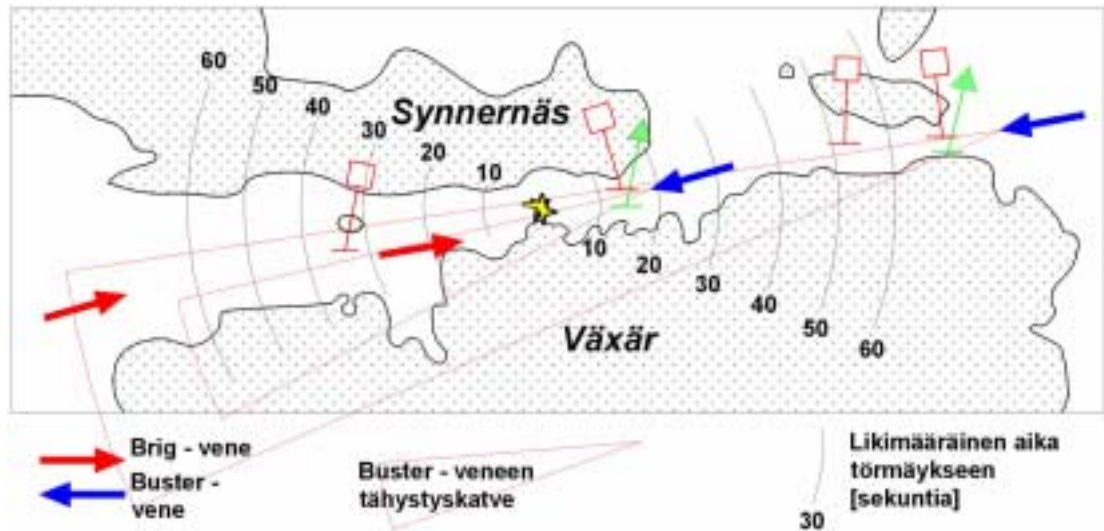 60
50
40
30
20
10
Synnernäs
10
20
30
40
50
60
Växär
Brig - vene
Buster -
vene
Buster - veneen
tähystyskatve
30
Likimääräinen aika
törmäykseen
[sekuntia]